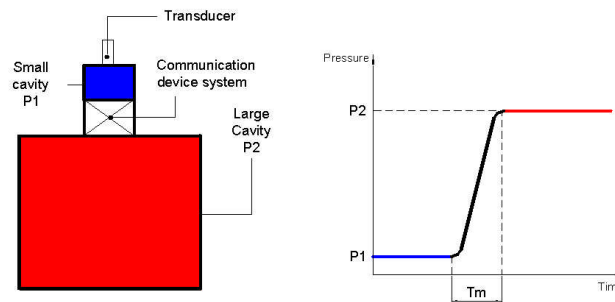 Transducer
Small
cavity
P1
Communication
device system
Large
Cavity
P2
Pressure
P2
P1
Tm
Tim